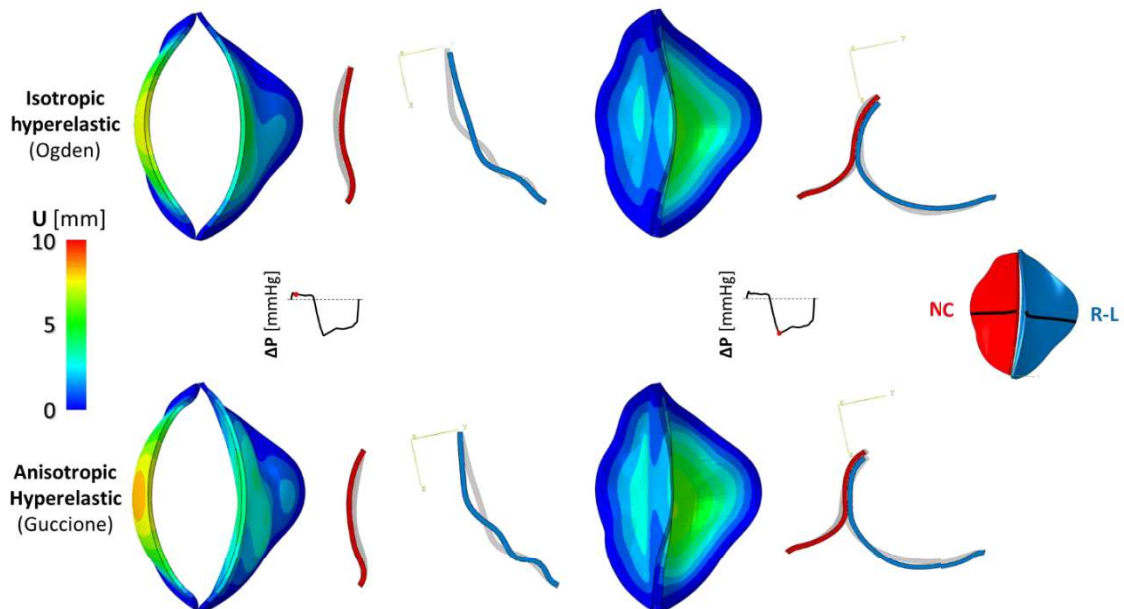 Isotropic
hyperelastic
(Ogden)
U [mm]
10
5
0
ΔP [mmHg]
ΔP [mmHg]
NC
R-L
Anisotropic
Hyperelastic
(Guccione)